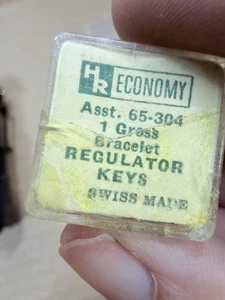 HR ECONOMY
Asst. 65-304
1 Gross
Bracelet
REGULATOR
KEYS
SWISS MADE